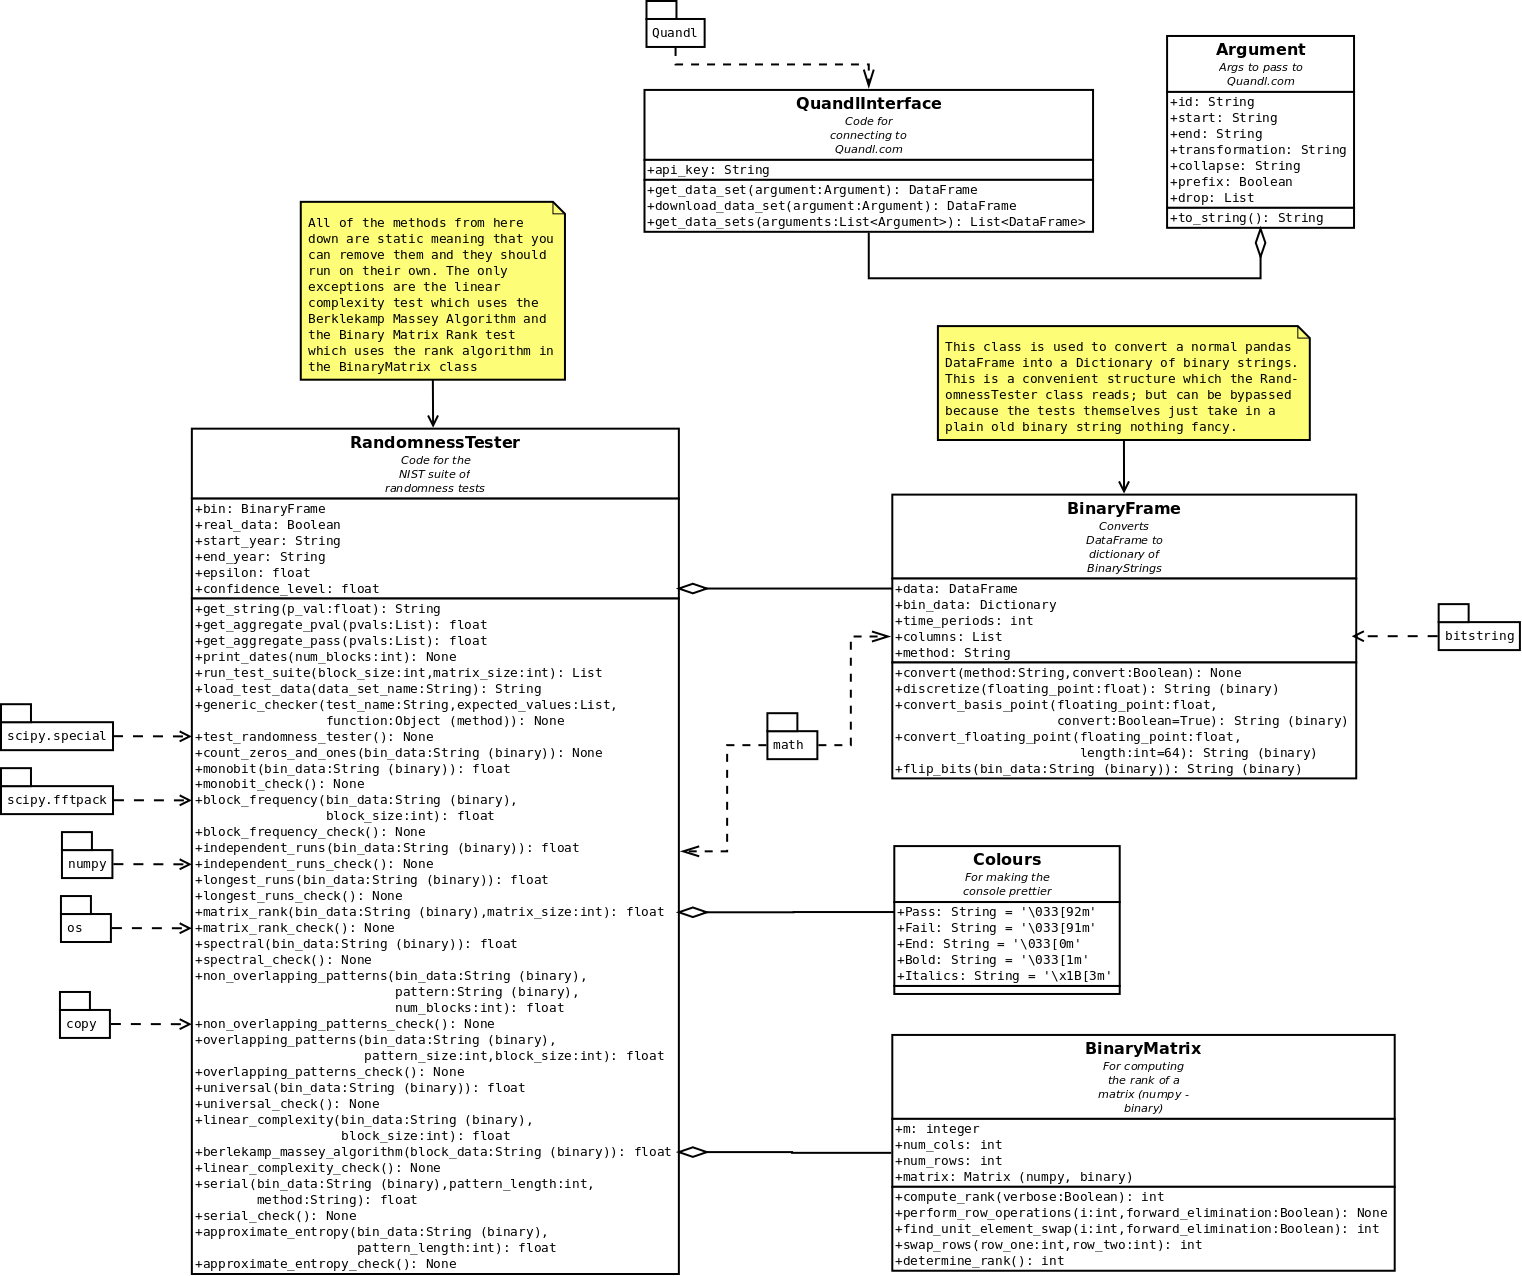 Quandl
QuandlInterface
Code for
connecting to
Quandl.com
+api_key: String
+get_data_set(argument:Argument): DataFrame
+download_data_set(argument:Argument): DataFrame
+get_data_sets(arguments:List<Argument>): List<DataFrame>
Argument
Args to pass to
Quandl.com
+id: String
+start: String
+end: String
+transformation: String
+collapse: String
+prefix: Boolean
+drop: List
+to_string(): String
All of the methods from here
down are static meaning that you
can remove them and they should
run on their own. The only
exceptions are the linear
complexity test which uses the
Berklekamp Massey Algorithm and
the Binary Matrix Rank test
which uses the rank algorithm in
the BinaryMatrix class
This class is used to convert a normal pandas
DataFrame into a Dictionary of binary strings.
This is a convenient structure which the Rand-
omnessTester class reads; but can be bypassed
because the tests themselves just take in a
plain old binary string nothing fancy.
RandomnessTester
Code for the
NIST suite of
randomness tests
+bin: BinaryFrame
+real_data: Boolean
+start_year: String
+end_year: String
+epsilon: float
+confidence_level: float
+get_string(p_val:float): String
+get_aggregate_pval(pvals:List): float
+get_aggregate_pass(pvals:List): float
+print_dates(num_blocks:int): None
+run_test_suite(block_size:int,matrix_size:int): List
+load_test_data(data_set_name:String): String
+generic_checker(test_name:String,expected_values:List,
function:Object (method)): None
+test_randomness_tester(): None
+count_zeros_and_ones(bin_data:String (binary)): None
+monobit(bin_data:String (binary)): float
+monobit_check(): None
+block_frequency(bin_data:String (binary),
block_size:int): float
+block_frequency_check(): None
+independent_runs(bin_data:String (binary)): float
+independent_runs_check(): None
+longest_runs(bin_data:String (binary)): float
+longest_runs_check(): None
+matrix_rank(bin_data:String (binary),matrix_size:int): float
+matrix_rank_check(): None
+spectral(bin_data:String (binary)): float
+spectral_check(): None
+non_overlapping_patterns(bin_data:String (binary),
pattern:String (binary),
num_blocks:int): float
+non_overlapping_patterns_check(): None
+overlapping_patterns(bin_data:String (binary),
pattern_size:int,block_size:int): float
+overlapping_patterns_check(): None
+universal(bin_data:String (binary)): float
+universal_check(): None
+linear_complexity(bin_data:String (binary),
block_size:int): float
+berlekamp_massey_algorithm(block_data:String (binary)): float
+linear_complexity_check(): None
+serial(bin_data:String (binary),pattern_length:int,
method:String): float
+serial_check(): None
+approximate_entropy(bin_data:String (binary),
pattern_length:int): float
+approximate_entropy_check(): None
scipy.special
scipy.fftpack
numpy
os
copy
math
BinaryFrame
Converts
DataFrame to
dictionary of
BinaryStrings
+data: DataFrame
+bin_data: Dictionary
+time_periods: int
+columns: List
+method: String
+convert(method:String,convert:Boolean): None
+discretize(floating_point:float): String (binary)
+convert_basis_point(floating_point:float,
convert:Boolean=True): String (binary)
+convert_floating_point(floating_point:float,
length:int=64): String (binary)
+flip_bits(bin_data:String (binary)): String (binary)
bitstring
Colours
For making the
console prettier
+Pass: String = '\033[92m'
+Fail: String = '\033[91m'
+End: String = '\033[0m'
+Bold: String = '\033[1m'
+Italics: String = '\x1B[3m'
BinaryMatrix
For computing
the rank of a
matrix (numpy -
binary)
+m: integer
+num_cols: int
+num_rows: int
+matrix: Matrix (numpy, binary)
+compute_rank(verbose:Boolean): int
+perform_row_operations(i:int,forward_elimination:Boolean): None
+find_unit_element_swap(i:int,forward_elimination:Boolean): int
+swap_rows(row_one:int,row_two:int): int
+determine_rank(): int